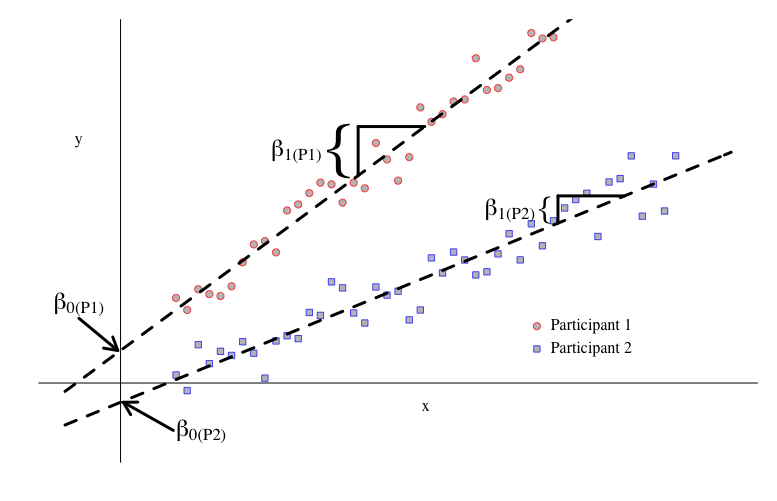 y
β1(P1)
β1(P2)
β0(P1)
Participant 1
Participant 2
x
β0(P2)